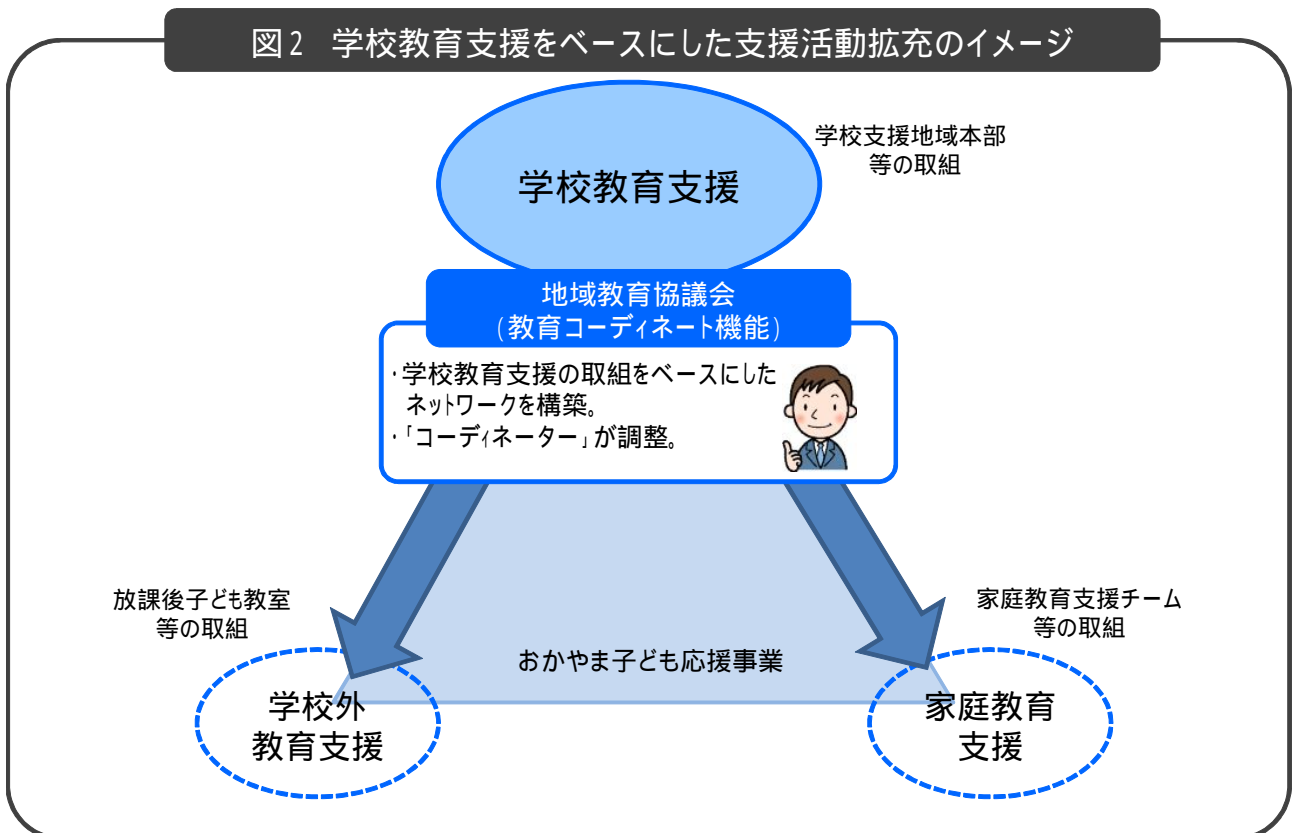 図2 学校教育支援をベースにした支援活動拡充のイメージ
学校教育支援
学校支援地域本部
等の取組
地域教育協議会
(教育コーディネート機能)
・学校教育支援の取組をベースにした
ネットワークを構築。
・「コーディネーター」が調整。
放課後子ども教室
等の取組
家庭教育支援チーム
等の取組
おかやま子ども応援事業
学校外
教育支援
家庭教育
支援